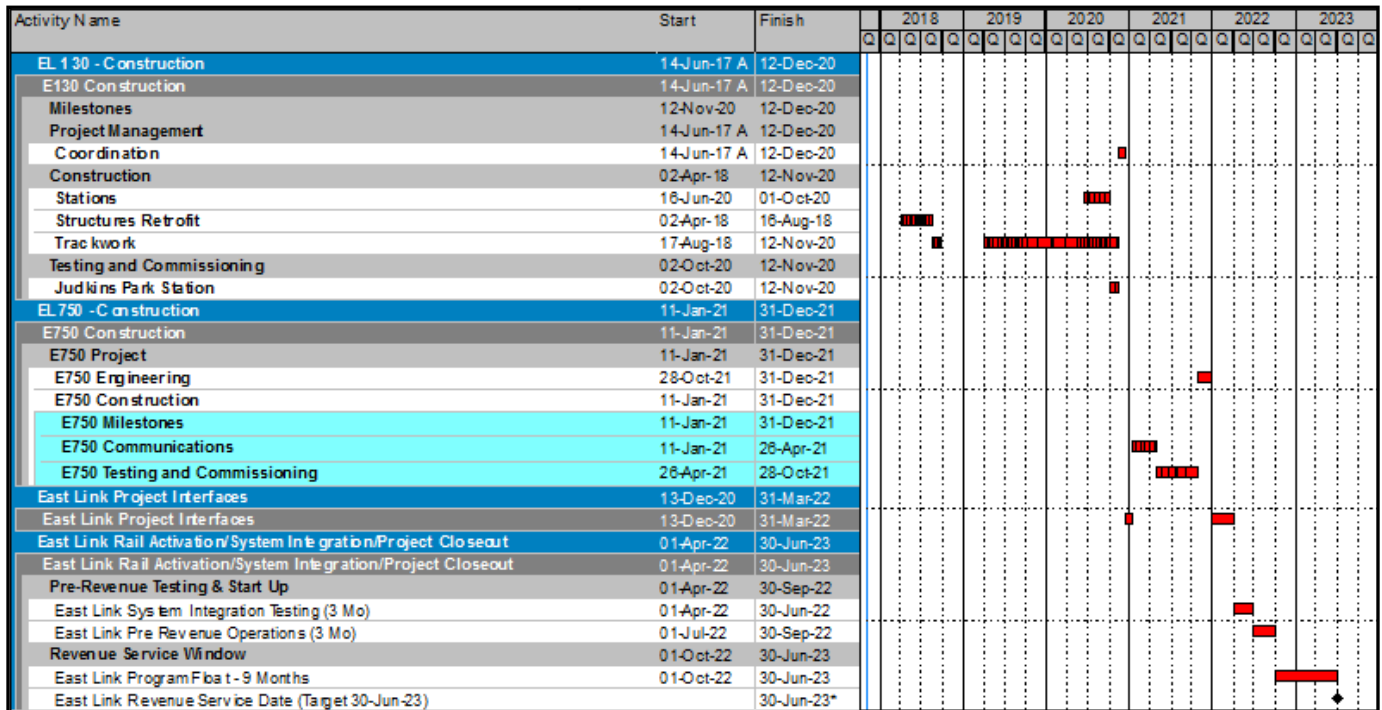 Activity Name Start Finish 2018 2019 2020 2021 2022 2023
Q Q Q Q Q Q Q Q Q Q Q Q Q Q Q Q Q Q Q Q Q Q Q Q Q
EL 130 - Construction 14-Jun-17 A 12-Dec-20
E130 Construction 14-Jun-17 A 12-Dec-20
Milestones 12-Nov-20 12-Dec-20
Project Management 14-Jun-17 A 12-Dec-20
Coordination 14-Jun-17 A 12-Dec-20
Construction 02-Apr-18 12-Nov-20
Stations 16-Jun-20 01-Oct-20
Structures Retrofit 02-Apr-18 16-Aug-18
Trackwork 17-Aug-18 12-Nov-20
Testing and Commissioning 02-Oct-20 12-Nov-20
Judkins Park Station 02-Oct-20 12-Nov-20
EL750 - Construction 11-Jan-21 31-Dec-21
E750 Construction 11-Jan-21 31-Dec-21
E750 Project 11-Jan-21 31-Dec-21
E750 Engineering 28-Oct-21 31-Dec-21
E750 Construction 11-Jan-21 31-Dec-21
E750 Milestones 11-Jan-21 31-Dec-21
E750 Communications 11-Jan-21 26-Apr-21
E750 Testing and Commissioning 26-Apr-21 28-Oct-21
East Link Project Interfaces 13-Dec-20 31-Mar-22
East Link Project Interfaces 13-Dec-20 31-Mar-22
East Link Rail Activation/System Integration/Project Closeout 01-Apr-22 30-Jun-23
East Link Rail Activation/System Integration/Project Closeout 01-Apr-22 30-Jun-23
Pre-Revenue Testing & Start Up 01-Apr-22 30-Sep-22
East Link System Integration Testing (3 Mo) 01-Apr-22 30-Jun-22
East Link Pre Revenue Operations (3 Mo) 01-Jul-22 30-Sep-22
Revenue Service Window 01-Oct-22 30-Jun-23
East Link Program Float - 9 Months 01-Oct-22 30-Jun-23
East Link Revenue Service Date (Target 30-Jun-23) 30-Jun-23*